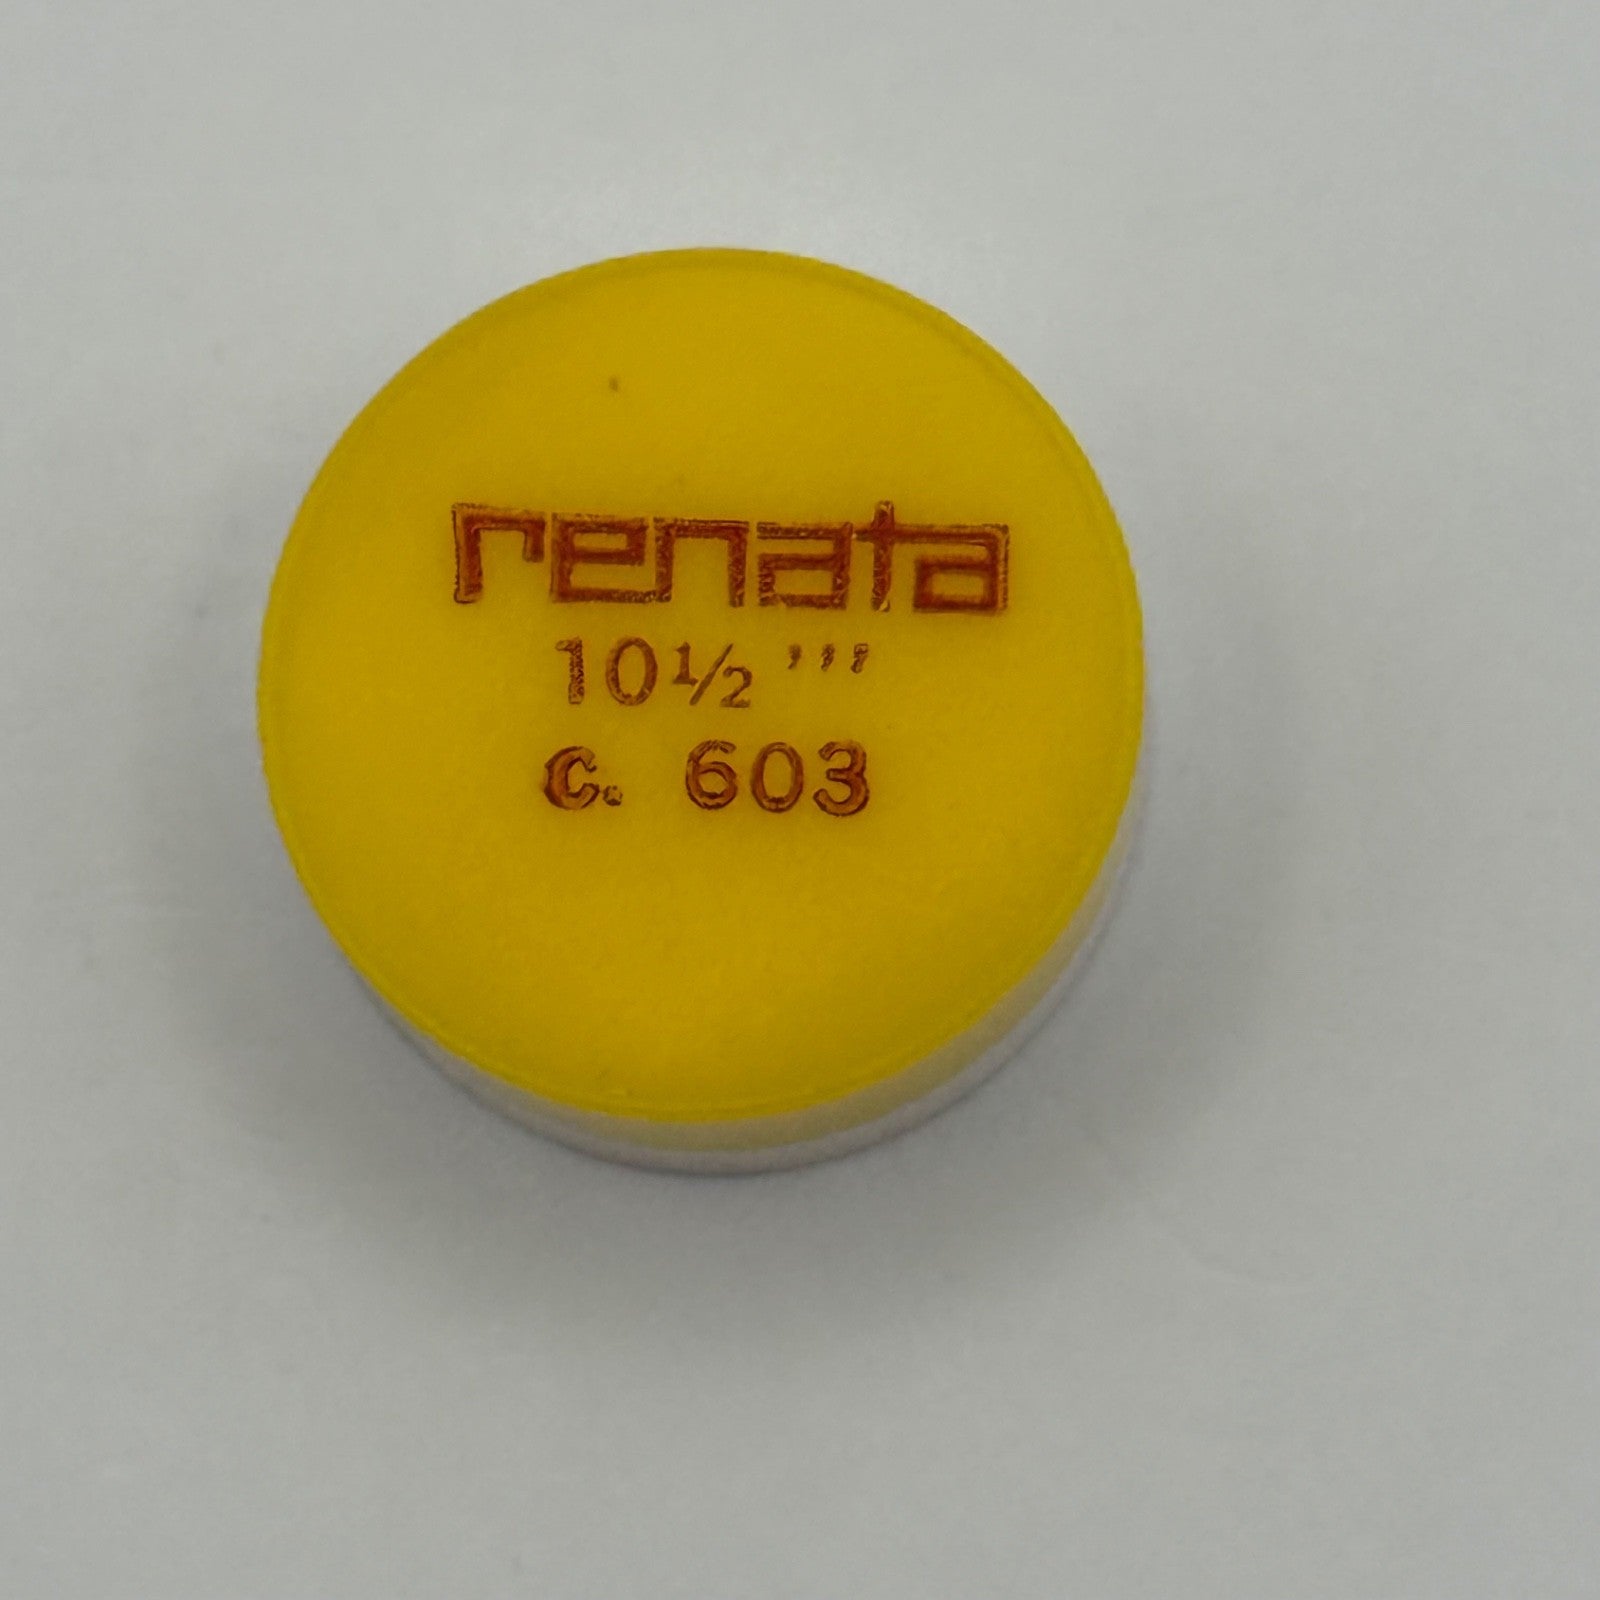 renata
10½ ’’’
c. 603